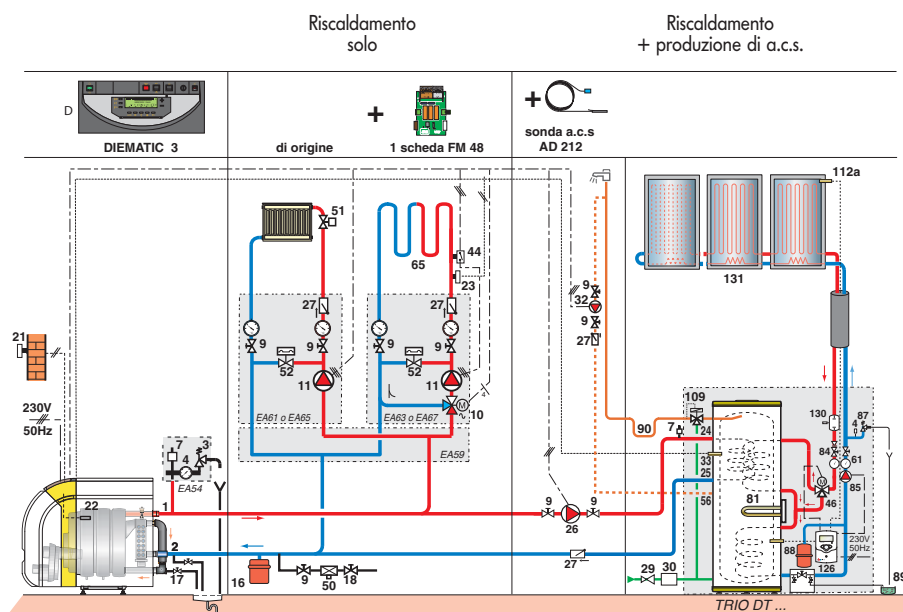 Riscaldamento
solo
Riscaldamento
+ produzione di a.c.s.
D
DIEMATIC 3
di origine
+
1 scheda FM 48
+
sonda a.c.s
AD 212
112a
51
44
65
23
131
27
27
9
32
9
27
9
9
9
9
52
52
11
11
M
4
10
EA61 o EA65
EA63 o EA67
EA59
21
230V
50Hz
7
3
4
EA54
22
1
2
17
16
9
50
18
9
26
9
27
29
30
90
109
7
24
33
25
56
81
130
4
87
84
61
M
46
85
88
126
230V
50Hz
89
TRIO DT ...